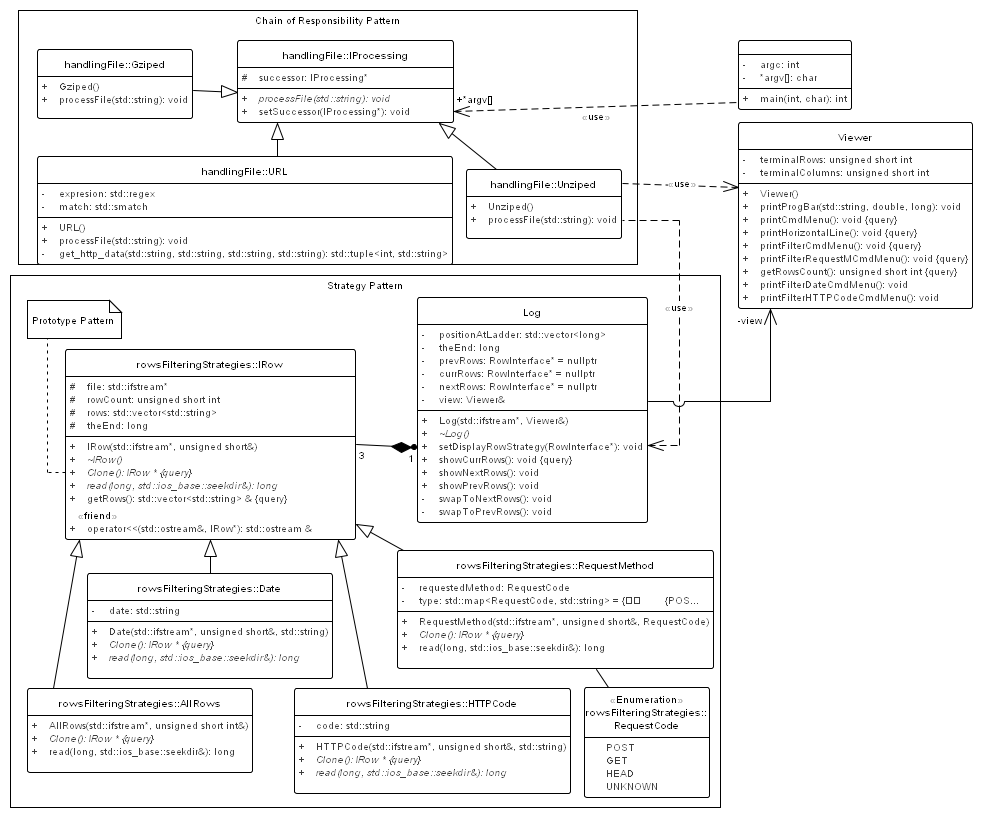 Chain of Responsibility Pattern
handlingFile::Gziped
+ Gziped()
+ processFile(std::string): void
handlingFile::IProcessing
# successor: IProcessing*
+ processFile(std::string): void
+ setSuccessor(IProcessing*): void
+*argv[]
«use»
- argc: int
- *argv[]: char
+ main(int, char): int
handlingFile::URL
- expresion: std::regex
- match: std::smatch
+ URL()
+ processFile(std::string): void
- get_http_data(std::string, std::string, std::string, std::string): std::tuple<int, std::string>
handlingFile::Unziped
+ Unziped()
+ processFile(std::string): void
«use»
Viewer
- terminalRows: unsigned short int
- terminalColumns: unsigned short int
+ Viewer()
+ printProgBar(std::string, double, long): void
+ printCmdMenu(): void {query}
+ printHorizontalLine(): void {query}
+ printFilterCmdMenu(): void {query}
+ printFilterRequestMCmdMenu(): void {query}
+ getRowsCount(): unsigned short int {query}
+ printFilterDateCmdMenu(): void
+ printFilterHTTPCodeCmdMenu(): void
-view
«use»
Strategy Pattern
Prototype Pattern
rowsFilteringStrategies::IRow
# file: std::ifstream*
# rowCount: unsigned short int
# rows: std::vector<std::string>
# theEnd: long
+ IRow(std::ifstream*, unsigned short&)
+ ~IRow()
+ Clone(): IRow * {query}
+ read(long, std::ios_base::seekdir&): long
+ getRows(): std::vector<std::string> & {query}
«friend»
+ operator<<(std::ostream&, IRow*): std::ostream &
3
1
Log
- positionAtLadder: std::vector<long>
- theEnd: long
- prevRows: RowInterface* = nullptr
- currRows: RowInterface* = nullptr
- nextRows: RowInterface* = nullptr
- view: Viewer&
+ Log(std::ifstream*, Viewer&)
+ ~Log()
+ setDisplayRowStrategy(RowInterface*): void
+ showCurrRows(): void {query}
+ showNextRows(): void
+ showPrevRows(): void
- swapToNextRows(): void
- swapToPrevRows(): void
rowsFilteringStrategies::Date
- date: std::string
+ Date(std::ifstream*, unsigned short&, std::string)
+ Clone(): IRow * {query}
+ read(long, std::ios_base::seekdir&): long
rowsFilteringStrategies::RequestMethod
- requestedMethod: RequestCode
- type: std::map<RequestCode, std::string> = {□□ {POS...
+ RequestMethod(std::ifstream*, unsigned short&, RequestCode)
+ Clone(): IRow * {query}
+ read(long, std::ios_base::seekdir&): long
rowsFilteringStrategies::AllRows
+ AllRows(std::ifstream*, unsigned short int&)
+ Clone(): IRow * {query}
+ read(long, std::ios_base::seekdir&): long
rowsFilteringStrategies::HTTPCode
- code: std::string
+ HTTPCode(std::ifstream*, unsigned short&, std::string)
+ Clone(): IRow * {query}
+ read(long, std::ios_base::seekdir&): long
«Enumeration»
rowsFilteringStrategies::
RequestCode
POST
GET
HEAD
UNKNOWN